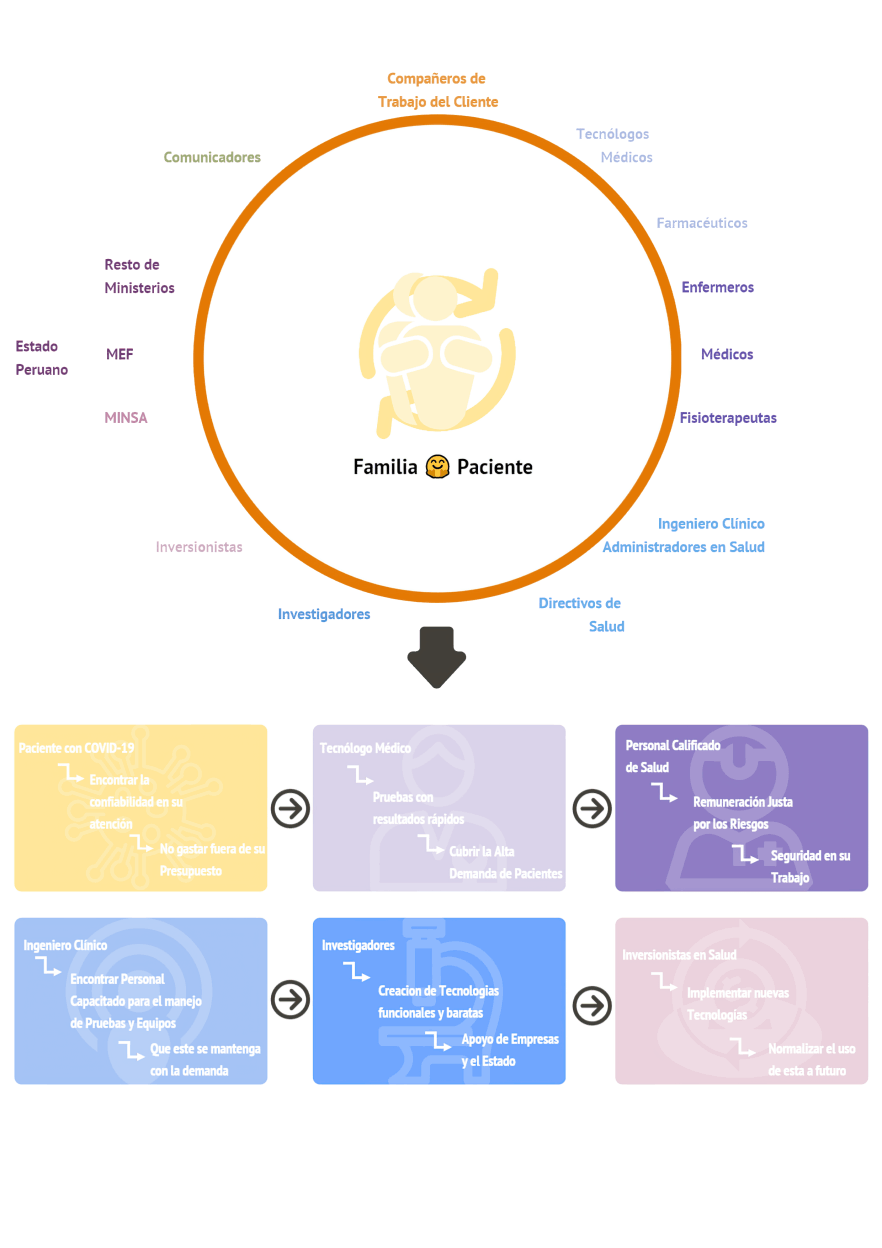 Compañeros de
Trabajo del Cliente
Tecnólogos
Médicos
Comunicadores
Farmacéuticos
Resto de
Ministerios
Enfermeros
Estado
Peruano
MEF
Médicos
MINSA
Fisioterapeutas
Familia 🤗 Paciente
Ingeniero Clínico
Administradores en Salud
Inversionistas
Directivos de
Salud
Investigadores
Paciente con COVID-19
Encontrar la
confiabilidad en su
atención
No gastar fuera de su
Presupuesto
Tecnólogo Médico
Pruebas con
resultados rápidos
Cubrir la Alta
Demanda de Pacientes
Personal Calificado
de Salud
Remuneración Justa
por los Riesgos
Seguridad en su
Trabajo
Ingeniero Clínico
Encontrar Personal
Capacitado para el manejo
de Pruebas y Equipos
Que este se mantenga
con la demanda
Investigadores
Creacion de Tecnologias
funcionales y baratas
Apoyo de Empresas
y el Estado
Inversionistas en Salud
Implementar nuevas
Tecnologías
Normalizar el uso
de esta a futuro